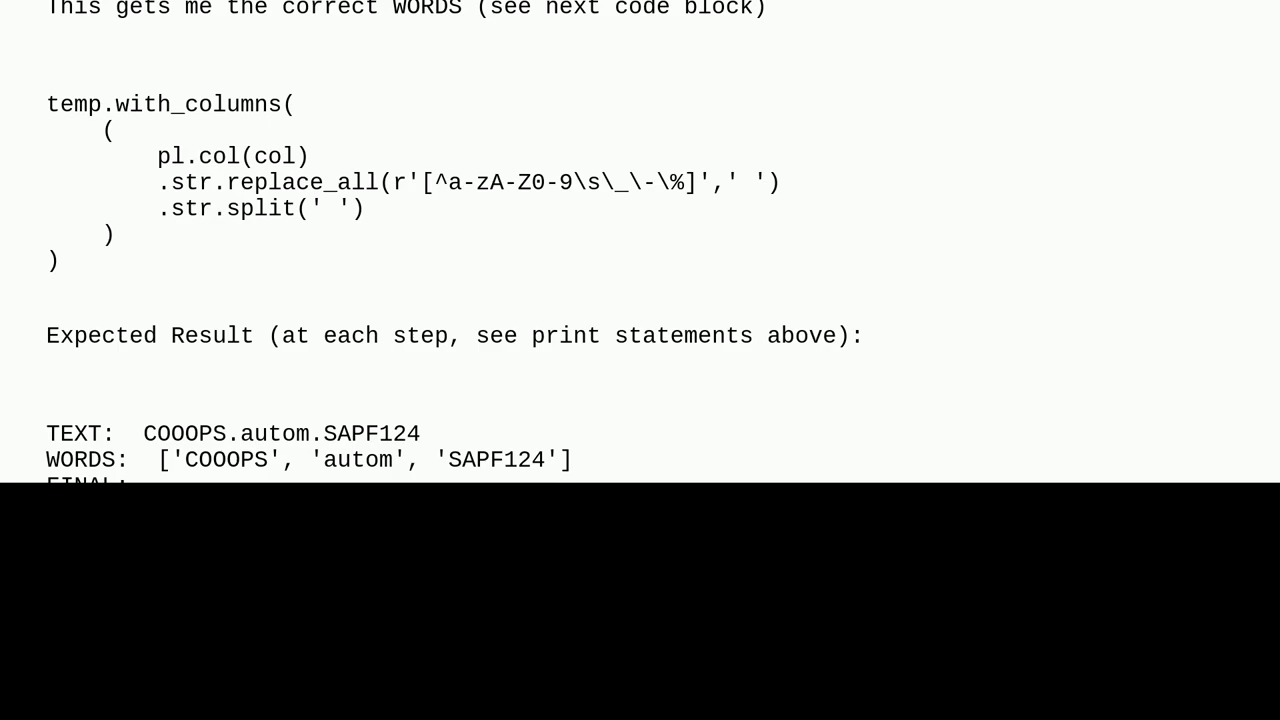 This gets me the correct WORDS (see next code block)
temp.with_columns(
    (
        pl.col(col)
        .str.replace_all(r'[^a-zA-Z0-9\s\_\-\%]',' ')
        .str.split(' ')
    )
)
Expected Result (at each step, see print statements above):
TEXT:  COOOPS.autom.SAPF124
WORDS:  ['COOOPS', 'autom', 'SAPF124']
FINAL: